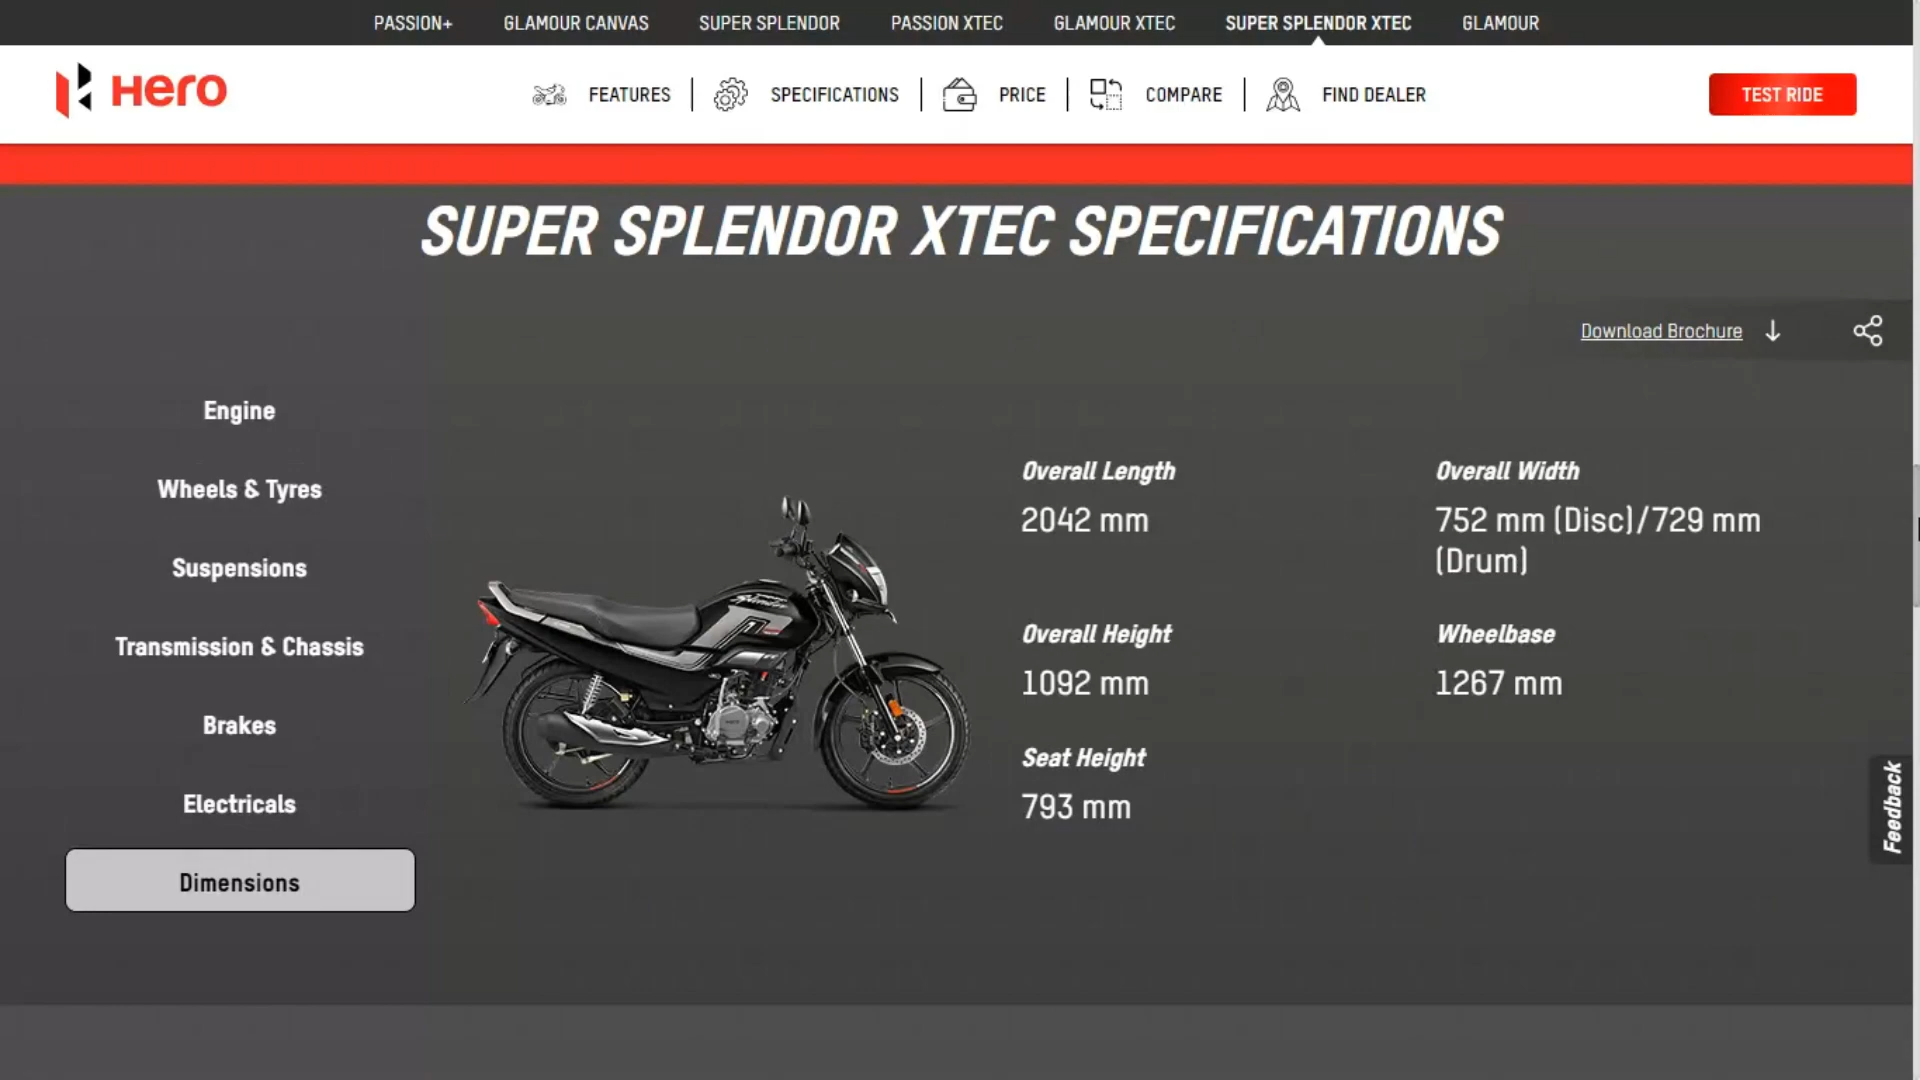 PASSION+
GLAMOUR CANVAS
SUPER SPLENDOR
PASSION XTEC
GLAMOUR XTEC
SUPER SPLENDOR XTEC
GLAMOUR
Hero
FEATURES
SPECIFICATIONS
PRICE
COMPARE
FIND DEALER
TEST RIDE
SUPER SPLENDOR XTEC SPECIFICATIONS
Download Brochure
Engine
Wheels & Tyres
Suspensions
Transmission & Chassis
Brakes
Electricals
Dimensions
Overall Length
2042 mm
Overall Width
752 mm (Disc)/729 mm
(Drum)
Overall Height
1092 mm
Wheelbase
1267 mm
Seat Height
793 mm
Feedback